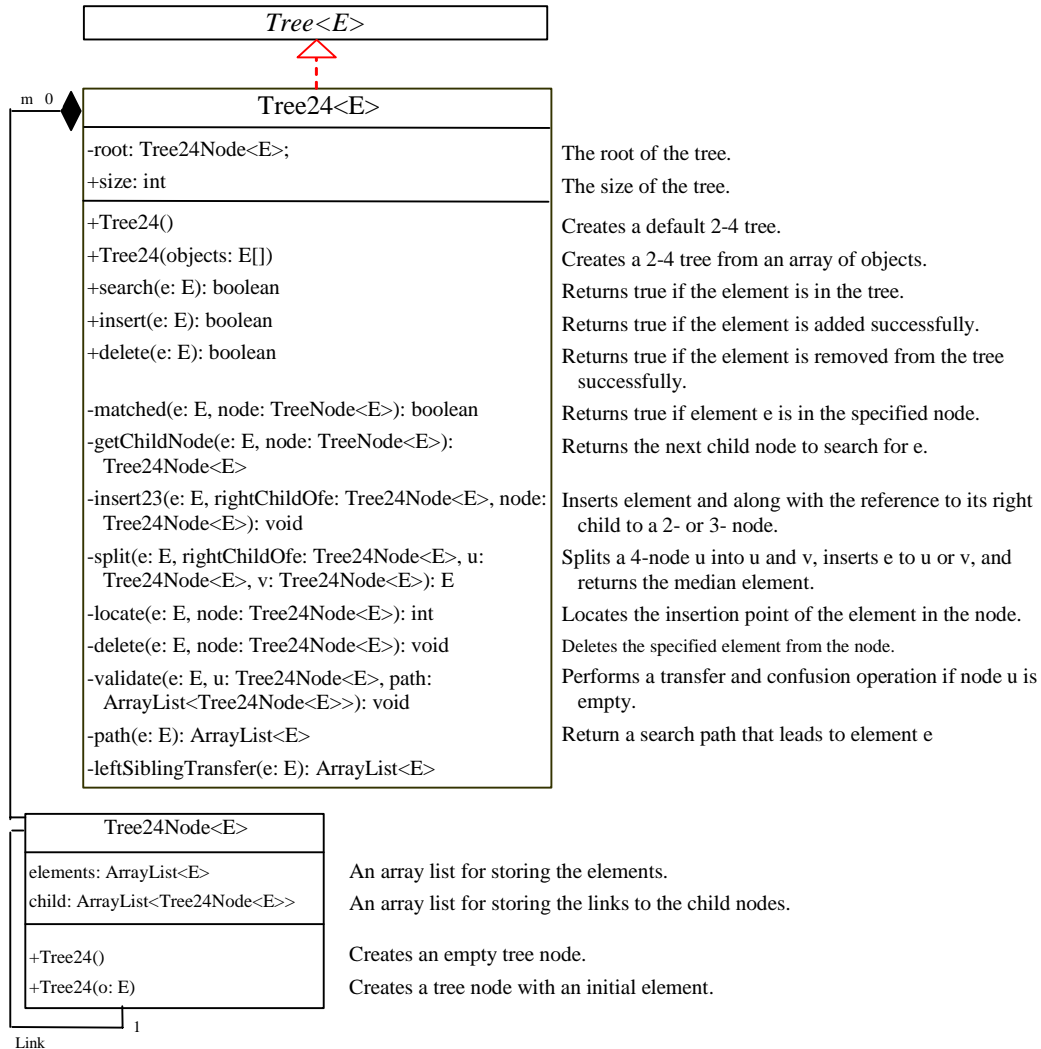 Tree<E>
m 0
Tree24<E>
-root: Tree24Node<E>;
The root of the tree.
+size: int
The size of the tree.
+Tree24()
Creates a default 2-4 tree.
+Tree24(objects: E[])
Creates a 2-4 tree from an array of objects.
+search(e: E): boolean
Returns true if the element is in the tree.
+insert(e: E): boolean
Returns true if the element is added successfully.
+delete(e: E): boolean
Returns true if the element is removed from the tree
successfully.
-matched(e: E, node: TreeNode<E>): boolean
Returns true if element e is in the specified node.
-getChildNode(e: E, node: TreeNode<E>):
Tree24Node<E>
Returns the next child node to search for e.
-insert23(e: E, rightChildOfe: Tree24Node<E>, node:
Tree24Node<E>): void
Inserts element and along with the reference to its right
child to a 2- or 3- node.
-split(e: E, rightChildOfe: Tree24Node<E>, u:
Tree24Node<E>, v: Tree24Node<E>): E
Splits a 4-node u into u and v, inserts e to u or v, and
returns the median element.
-locate(e: E, node: Tree24Node<E>): int
Locates the insertion point of the element in the node.
-delete(e: E, node: Tree24Node<E>): void
Deletes the specified element from the node.
-validate(e: E, u: Tree24Node<E>, path:
ArrayList<Tree24Node<E>>): void
Performs a transfer and confusion operation if node u is
empty.
-path(e: E): ArrayList<E>
Return a search path that leads to element e
-leftSiblingTransfer(e: E): ArrayList<E>
Tree24Node<E>
elements: ArrayList<E>
An array list for storing the elements.
child: ArrayList<Tree24Node<E>>
An array list for storing the links to the child nodes.
+Tree24()
Creates an empty tree node.
+Tree24(o: E)
Creates a tree node with an initial element.
1
Link